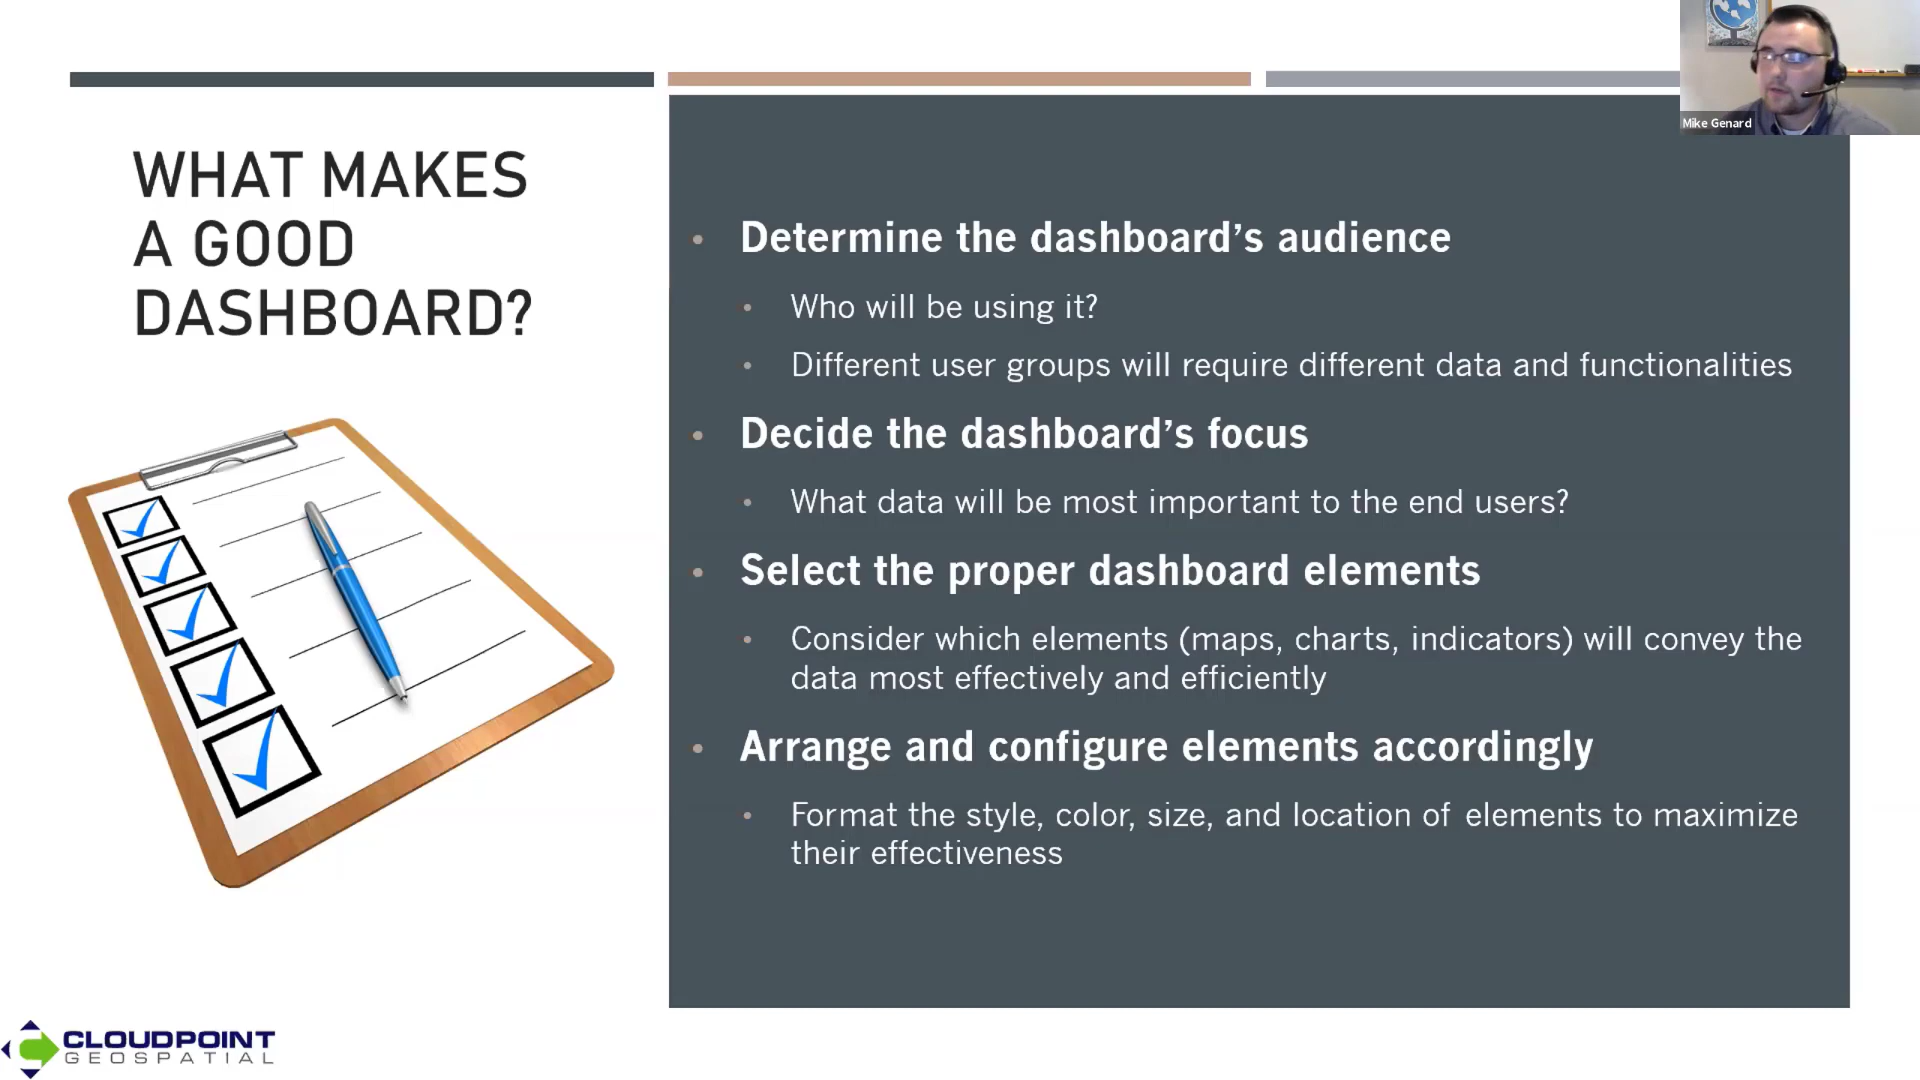 Mike Genard
WHAT MAKES
A GOOD
DASHBOARD?
• Determine the dashboard’s audience
• Who will be using it?
• Different user groups will require different data and functionalities
• Decide the dashboard’s focus
• What data will be most important to the end users?
• Select the proper dashboard elements
• Consider which elements (maps, charts, indicators) will convey the
data most effectively and efficiently
• Arrange and configure elements accordingly
• Format the style, color, size, and location of elements to maximize
their effectiveness
CLOUDPOINT
GEOSPATIAL